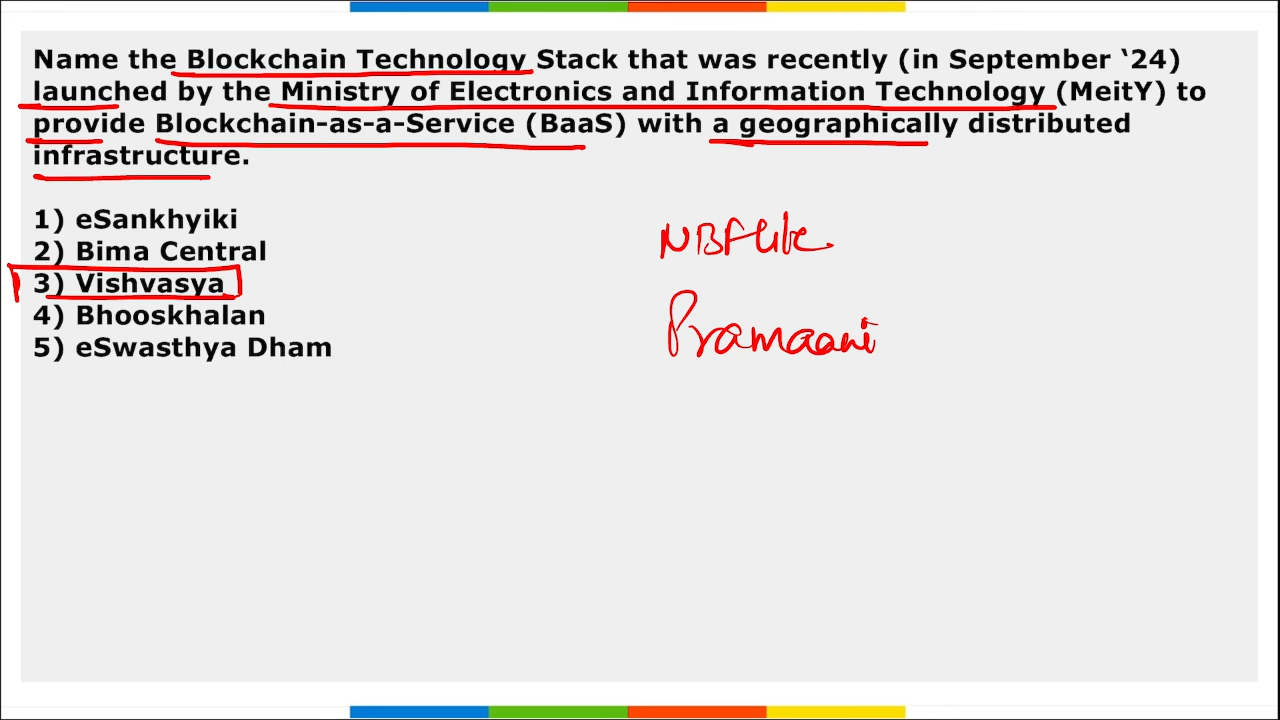 Name the Blockchain Technology Stack that was recently (in September ‘24)
launched by the Ministry of Electronics and Information Technology (MeitY) to
provide Blockchain-as-a-Service (BaaS) with a geographically distributed
infrastructure.
1) eSankhyiki
2) Bima Central
3) Vishvasya
4) Bhooskhalan
5) eSwasthya Dham
NBFlite
Pramaani